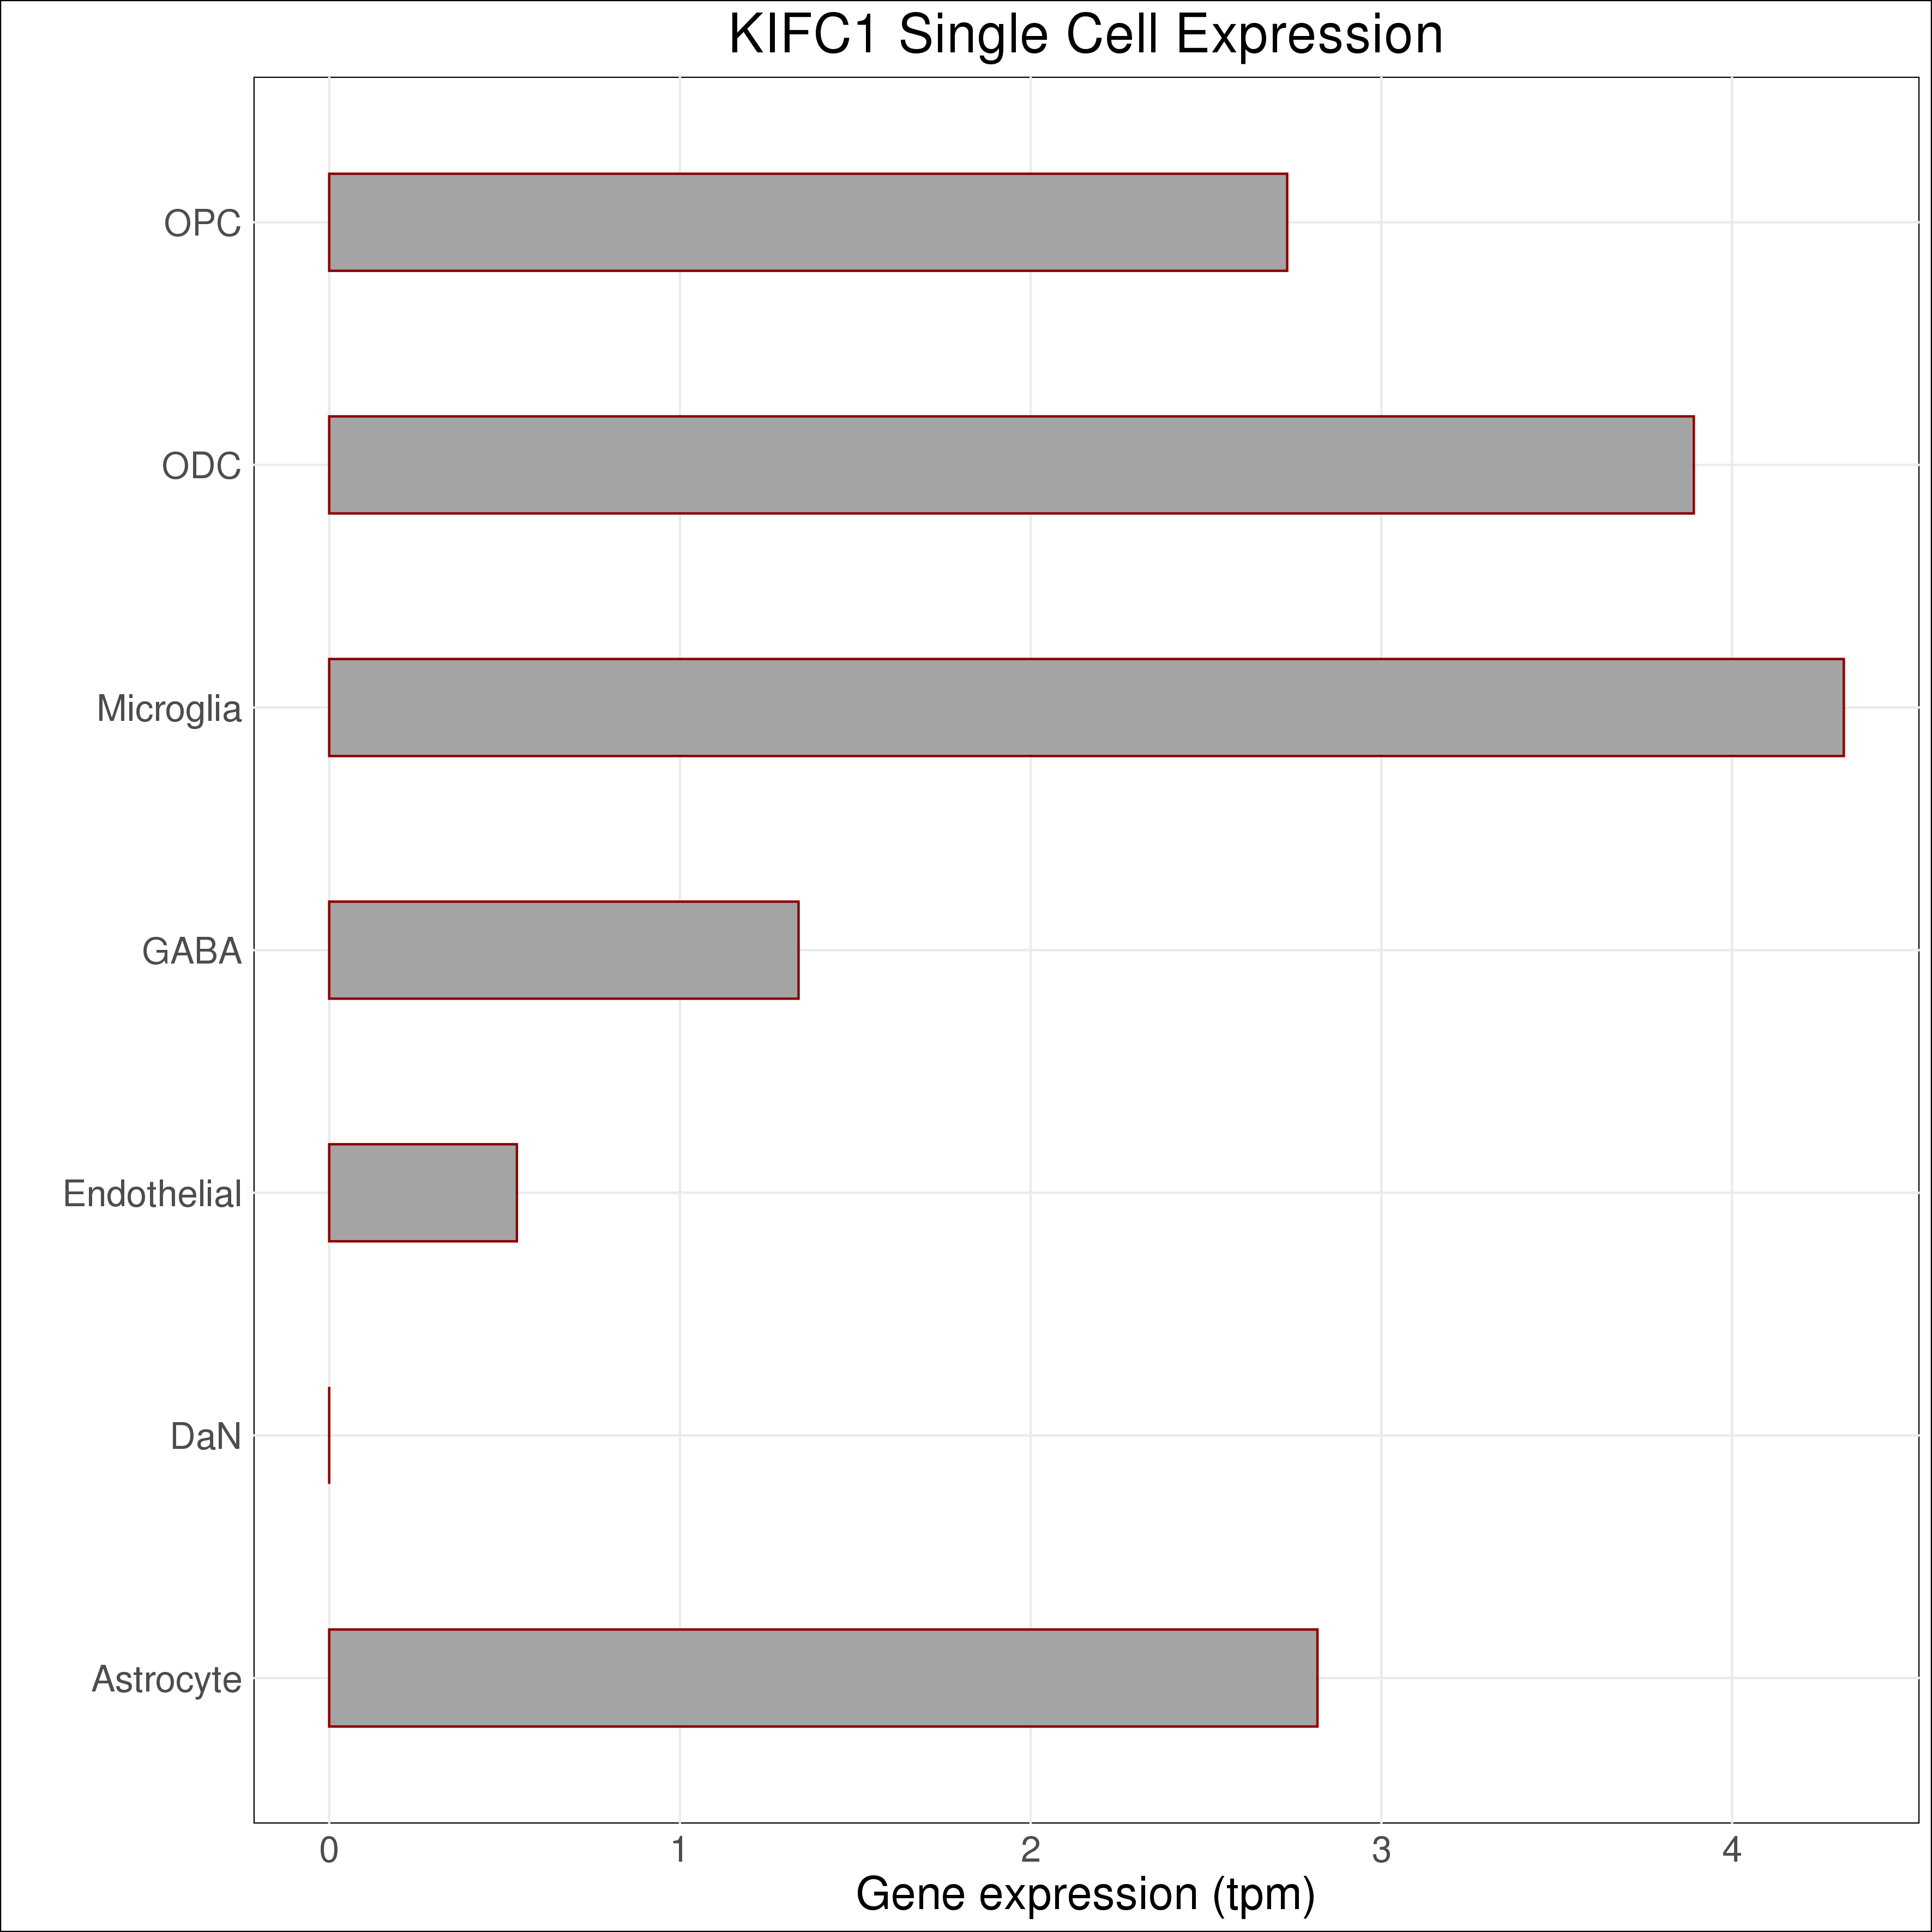 KIFC1 Single Cell Expression
OPC
ODC
Microglia
GABA
Endothelial
DaN
Astrocyte
0 1 2 3 4
Gene expression (tpm)